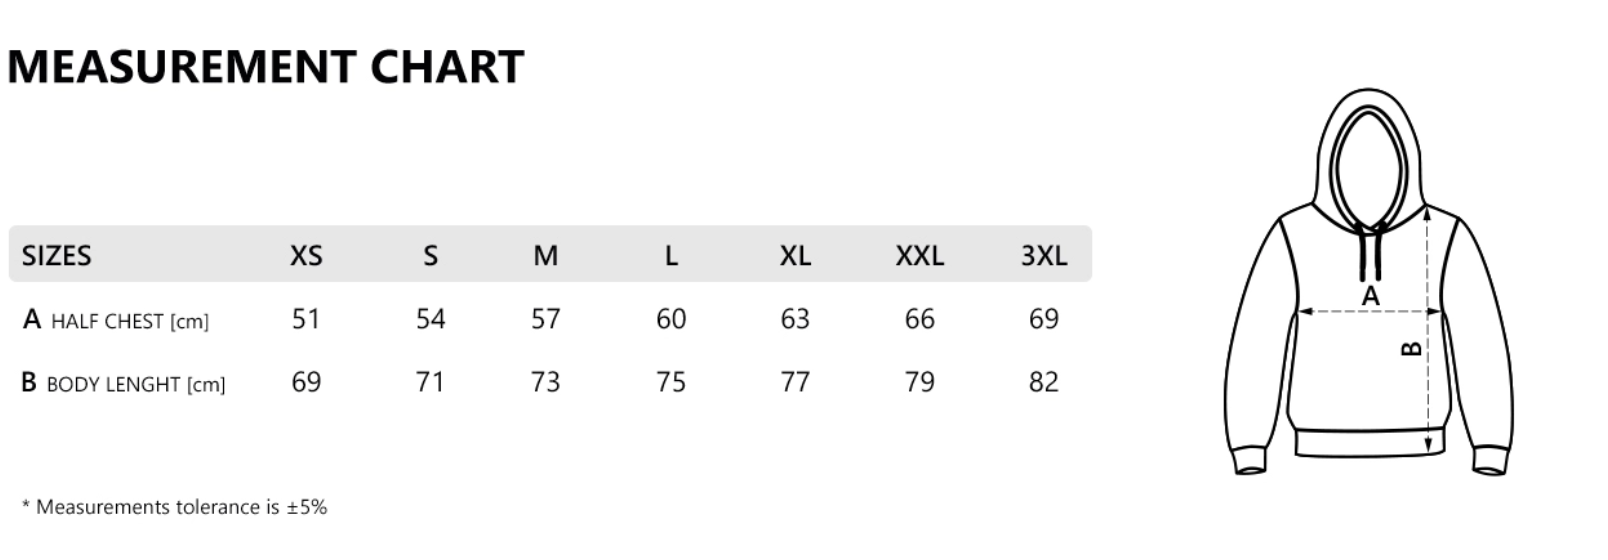 MEASUREMENT CHART
SIZES XS S M L XL XXL 3XL
A HALF CHEST [cm] 51 54 57 60 63 66 69
B BODY LENGHT [cm] 69 71 73 75 77 79 82
* Measurements tolerance is ±5%
A
B